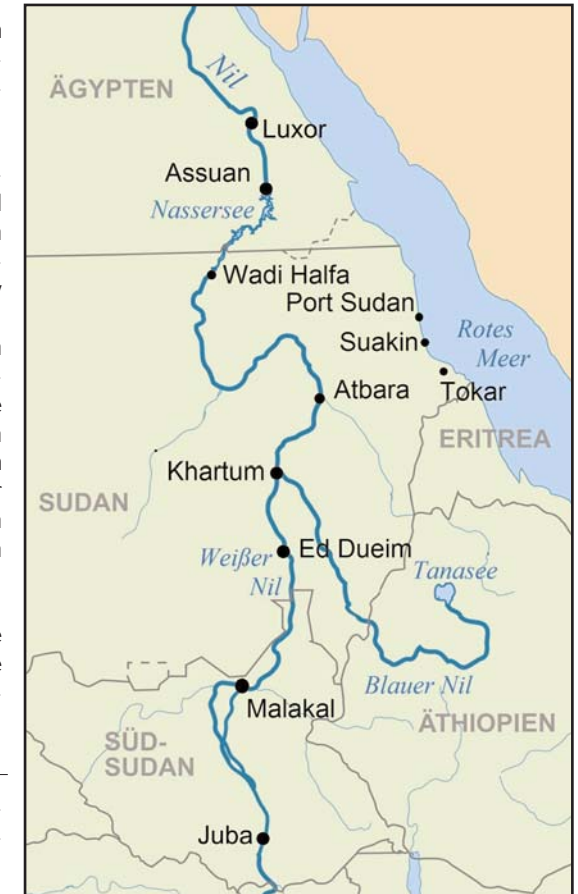 ÄGYPTEN
Nil
Luxor
Assuan
Nassersee
Wadi Halfa
Port Sudan
Suakin
Rotes
Meer
Tokar
Atbara
ERITREA
Khartum
SUDAN
Ed Dueim
Weißer
Nil
Tanasee
Blauer Nil
Malakal
ÄTHIOPIEN
SÜD-
SUDAN
Juba